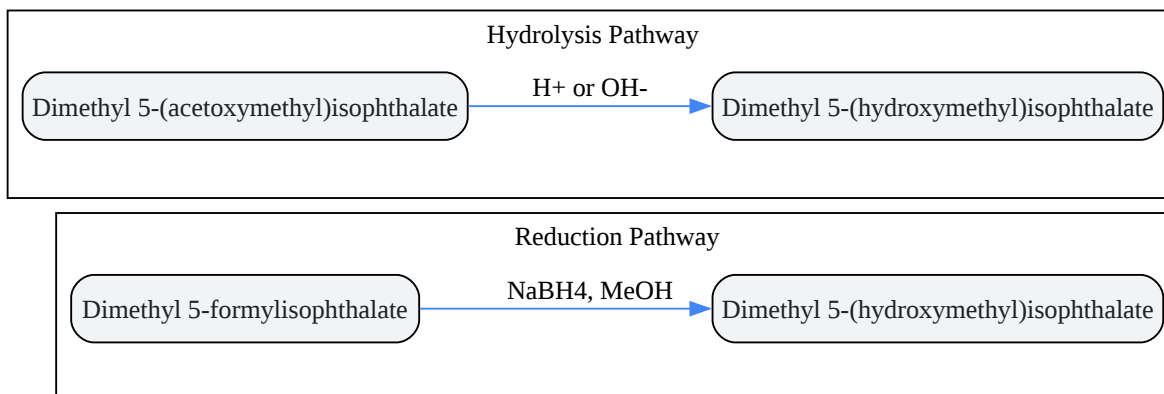 Hydrolysis Pathway
Dimethyl 5-(acetoxymethyl)isophthalate
H+ or OH-
Dimethyl 5-(hydroxymethyl)isophthalate
Reduction Pathway
Dimethyl 5-formylisophthalate
NaBH4, MeOH
Dimethyl 5-(hydroxymethyl)isophthalate